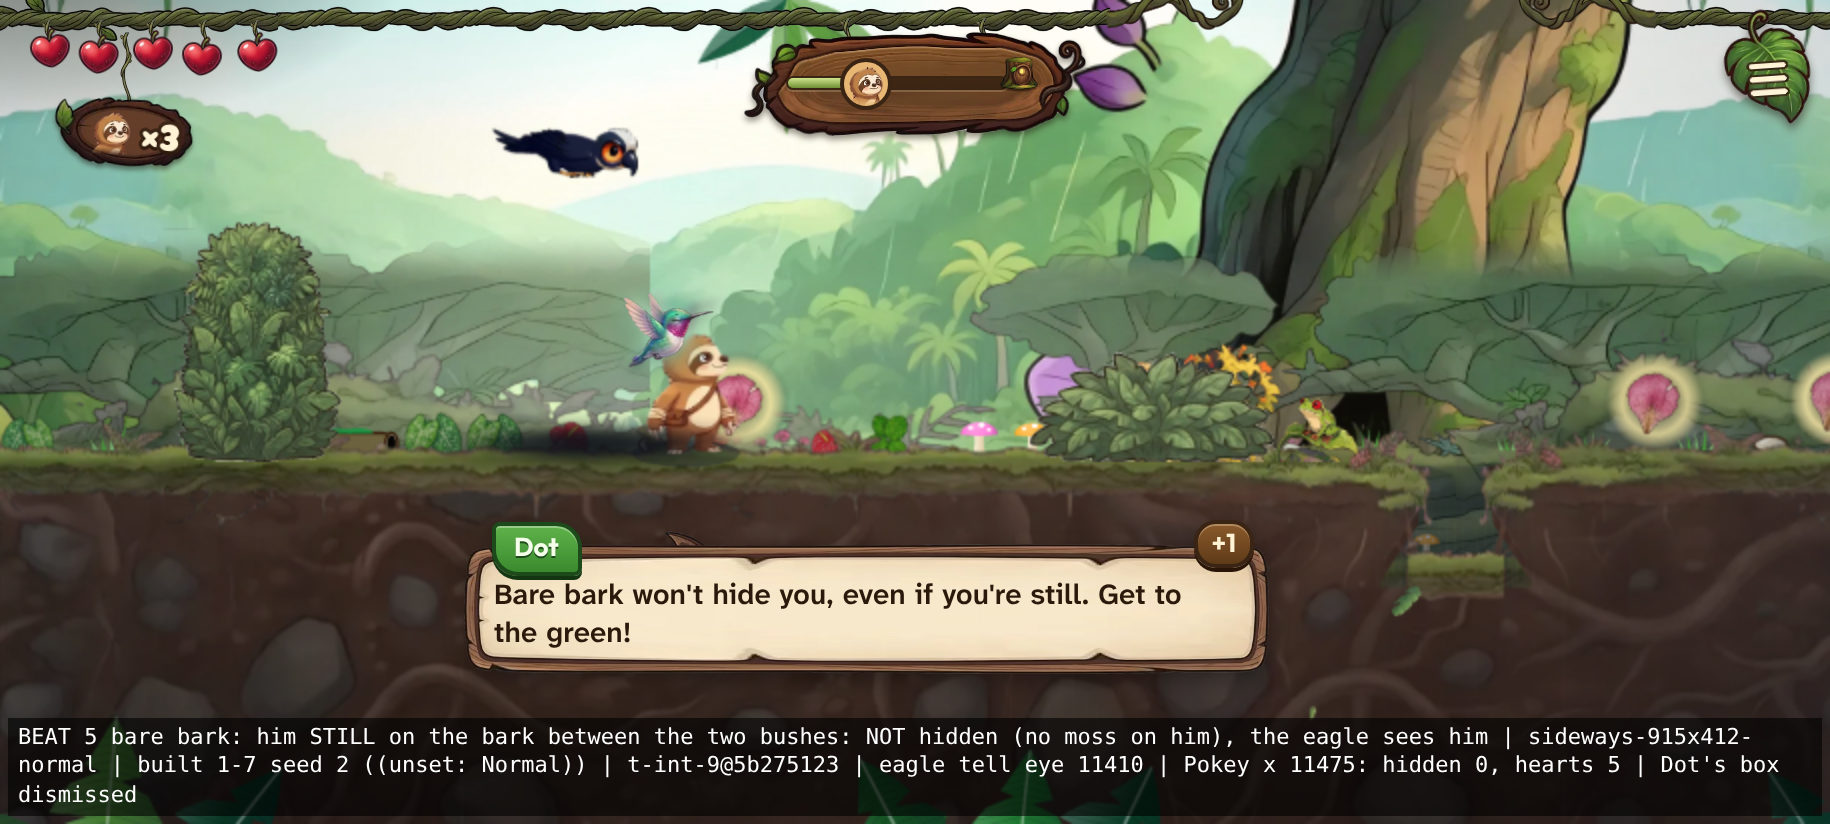 ×3
Dot
+1
Bare bark won't hide you, even if you're still. Get to
the green!
BEAT 5 bare bark: him STILL on the bark between the two bushes: NOT hidden (no moss on him), the eagle sees him | sideways-915x412-
normal | built 1-7 seed 2 ((unset: Normal)) | t-int-9@5b275123 | eagle tell eye 11410 | Pokey x 11475: hidden 0, hearts 5 | Dot's box
dismissed